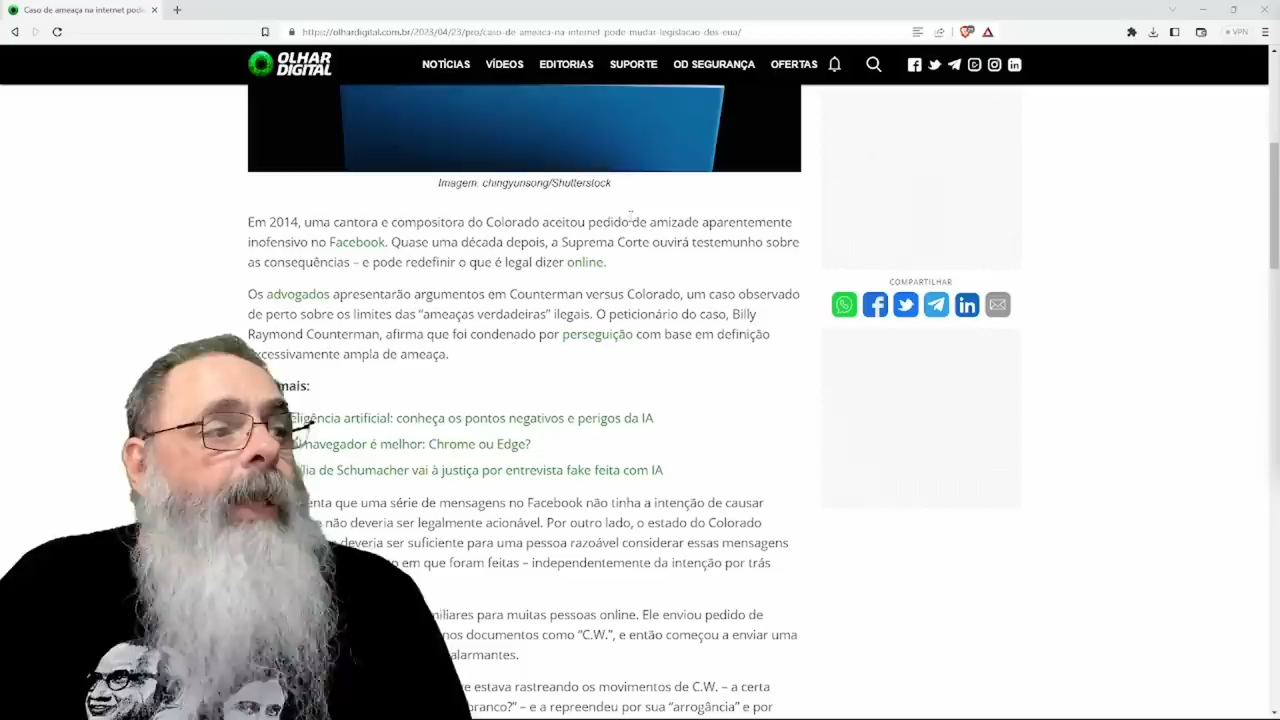 Caso de ameaça na internet pode
https://olhardigital.com.br/2023/04/23/pro/caso-de-ameaca-na-internet-pode-mudar-legislacao-dos-eua/
VPN
OLHAR
DIGITAL
NOTÍCIAS
VÍDEOS
EDITORIAS
SUPORTE
OD SEGURANÇA
OFERTAS
Imagem: chingyunsong/Shutterstock
Em 2014, uma cantora e compositora do Colorado aceitou pedido de amizade aparentemente
inofensivo no Facebook. Quase uma década depois, a Suprema Corte ouvirá testemunho sobre
as consequências – e pode redefinir o que é legal dizer online.
COMPARTILHAR
Os advogados apresentarão argumentos em Counterman versus Colorado, um caso observado
de perto sobre os limites das “ameaças verdadeiras” ilegais. O peticionário do caso, Billy
Raymond Counterman, afirma que foi condenado por perseguição com base em definição
excessivamente ampla de ameaça.
mais:
eligência artificial: conheça os pontos negativos e perigos da IA
navegador é melhor: Chrome ou Edge?
ília de Schumacher vai à justiça por entrevista fake feita com IA
enta que uma série de mensagens no Facebook não tinha a intenção de causar
não deveria ser legalmente acionável. Por outro lado, o estado do Colorado
deveria ser suficiente para uma pessoa razoável considerar essas mensagens
o em que foram feitas – independentemente da intenção por trás
miliares para muitas pessoas online. Ele enviou pedido de
nos documentos como “C.W.”, e então começou a enviar uma
alarmantes.
e estava rastreando os movimentos de C.W. – a certa
branco?” – e a repreendeu por sua “arrogância” e por